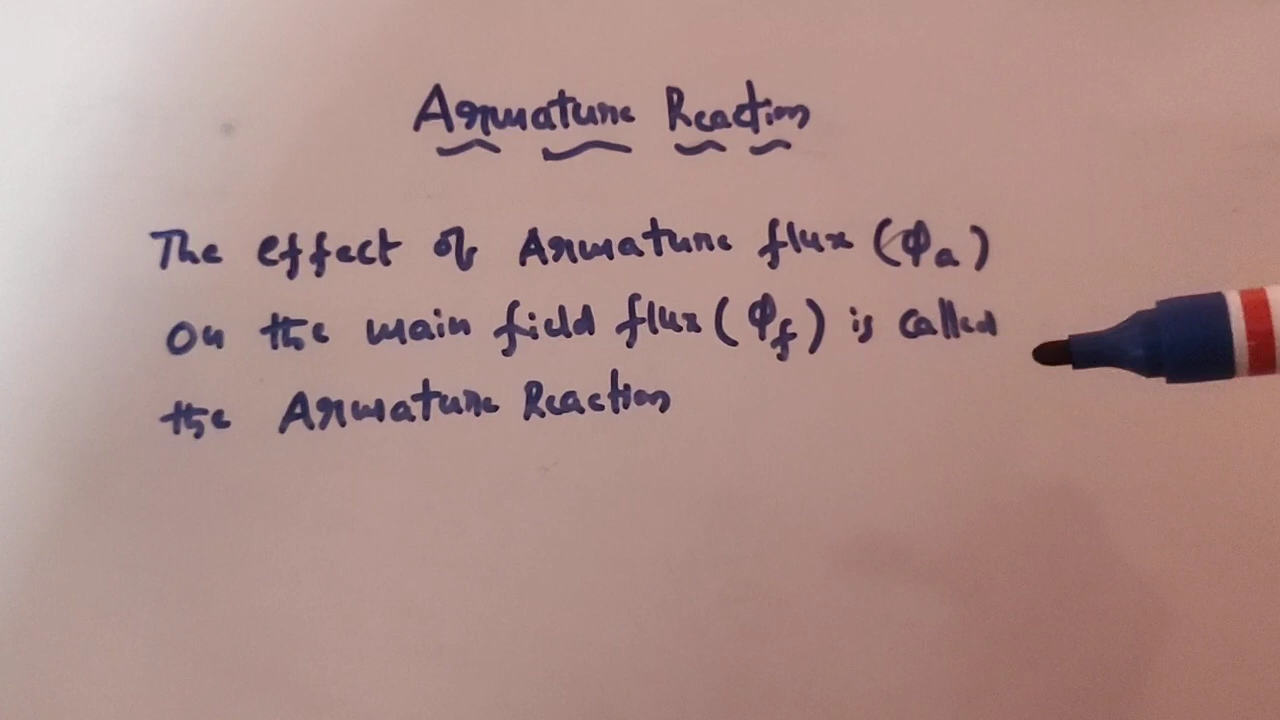 Armature Reaction
The effect of Armature flux (Φa)
on the main field flux (Φf) is called
the Armature Reaction